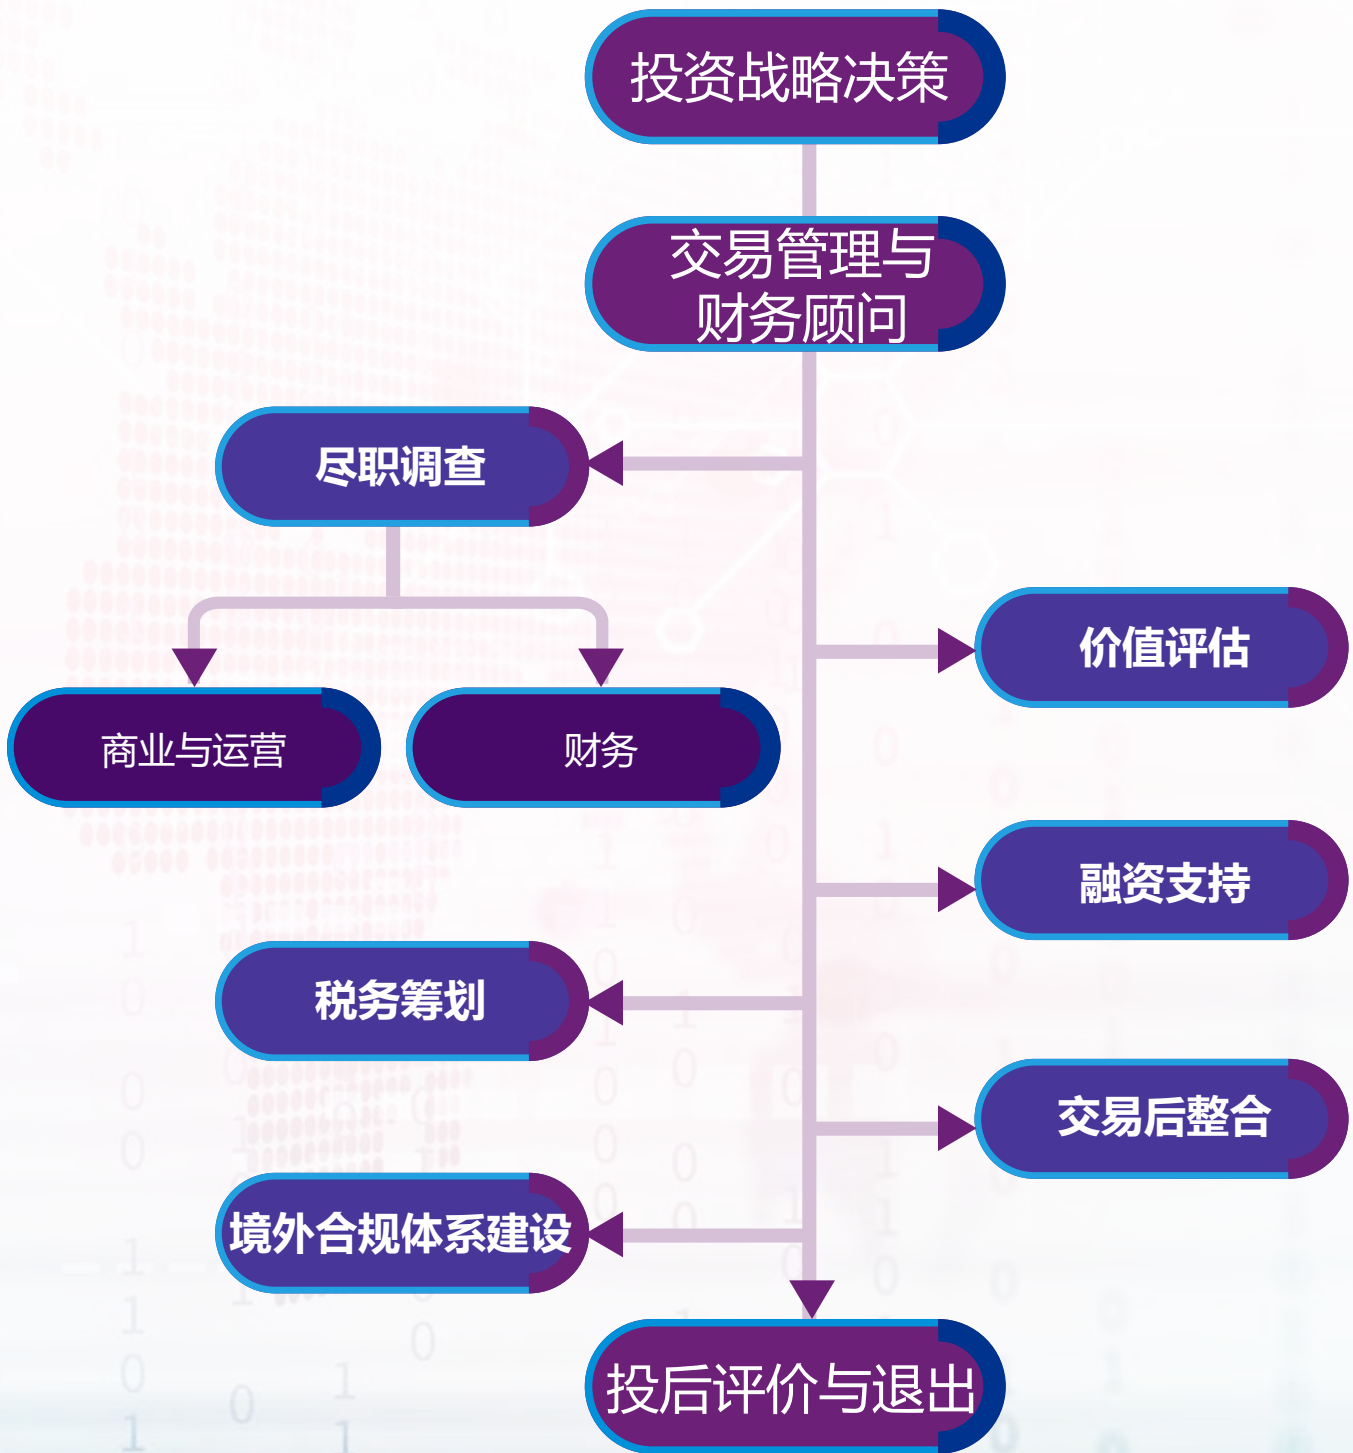 投资战略决策
交易管理与
财务顾问
尽职调查
价值评估
商业与运营
财务
融资支持
税务筹划
交易后整合
境外合规体系建设
投后评价与退出